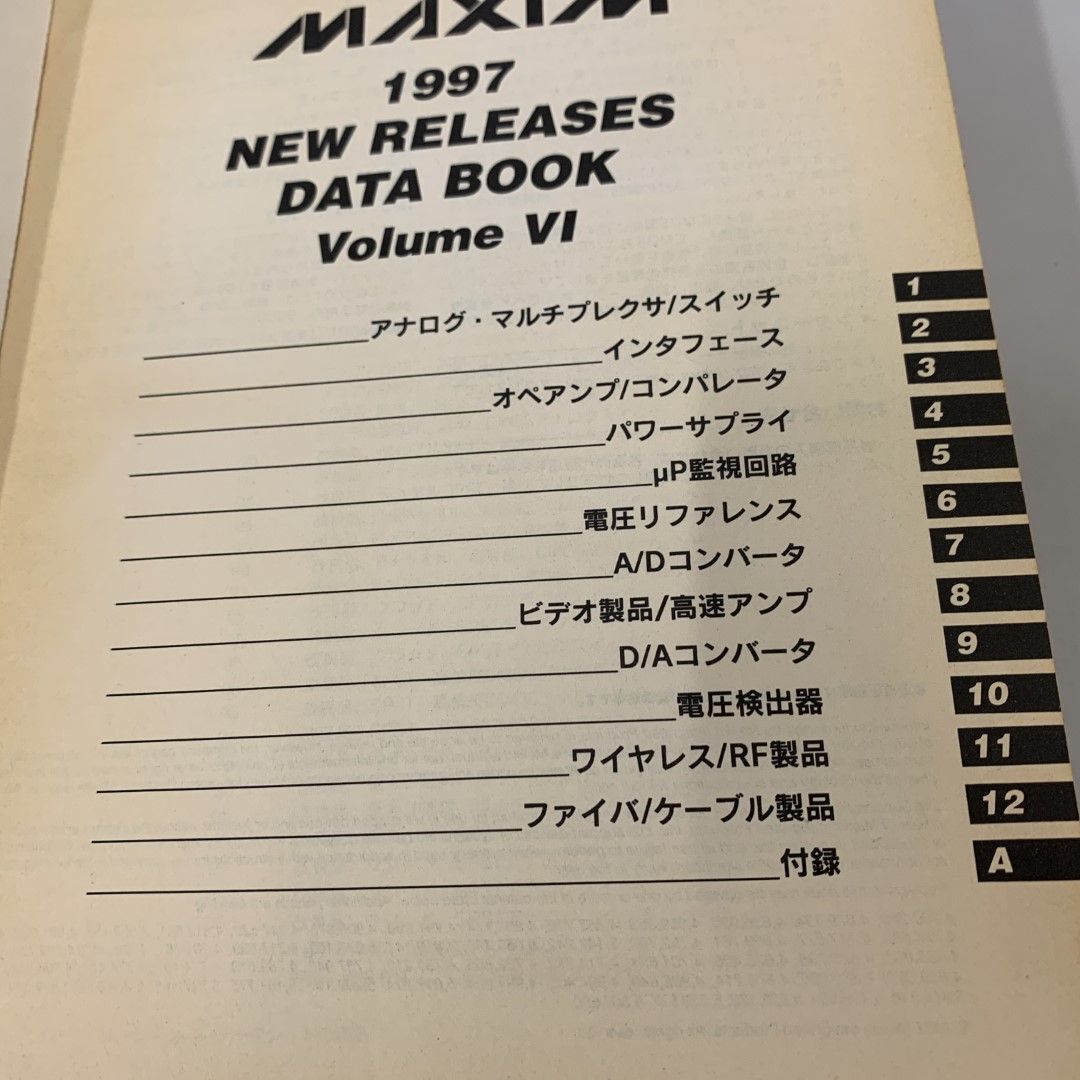 MAXIM
1997
NEW RELEASES
DATA BOOK
Volume VI
アナログ・マルチプレクサ/スイッチ 1
インタフェース 2
オペアンプ/コンパレータ 3
パワーサプライ 4
µP監視回路 5
電圧リファレンス 6
A/Dコンバータ 7
ビデオ製品/高速アンプ 8
D/Aコンバータ 9
電圧検出器 10
ワイヤレス/RF製品 11
ファイバ/ケーブル製品 12
付録 A